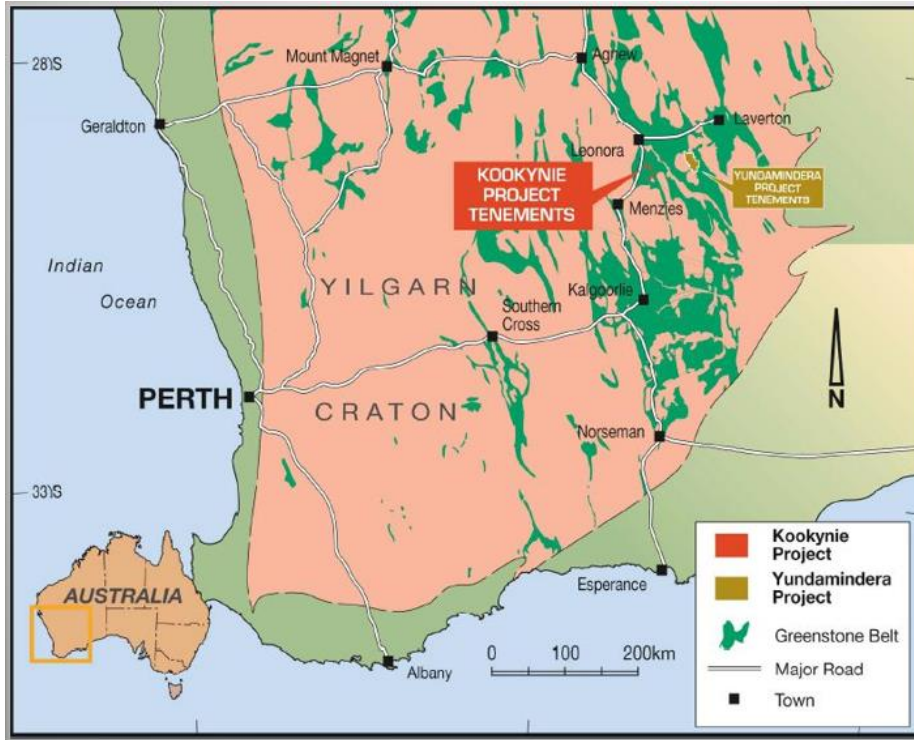 28\S
Mount Magnet
Agnew
Geraldton
Laverton
Leonora
KOOKYNIE
PROJECT
TENEMENTS
YUNDAMINDERA
PROJECT
TENEMENTS
Menzies
Indian
Ocean
YILGARN
Kalgoorlie
Southern
Cross
PERTH
CRATON
N
Norseman
33\S
Kookynie
Project
Yundamindera
Project
AUSTRALIA
Esperance
Greenstone Belt
Major Road
Albany
0 100 200km
Town